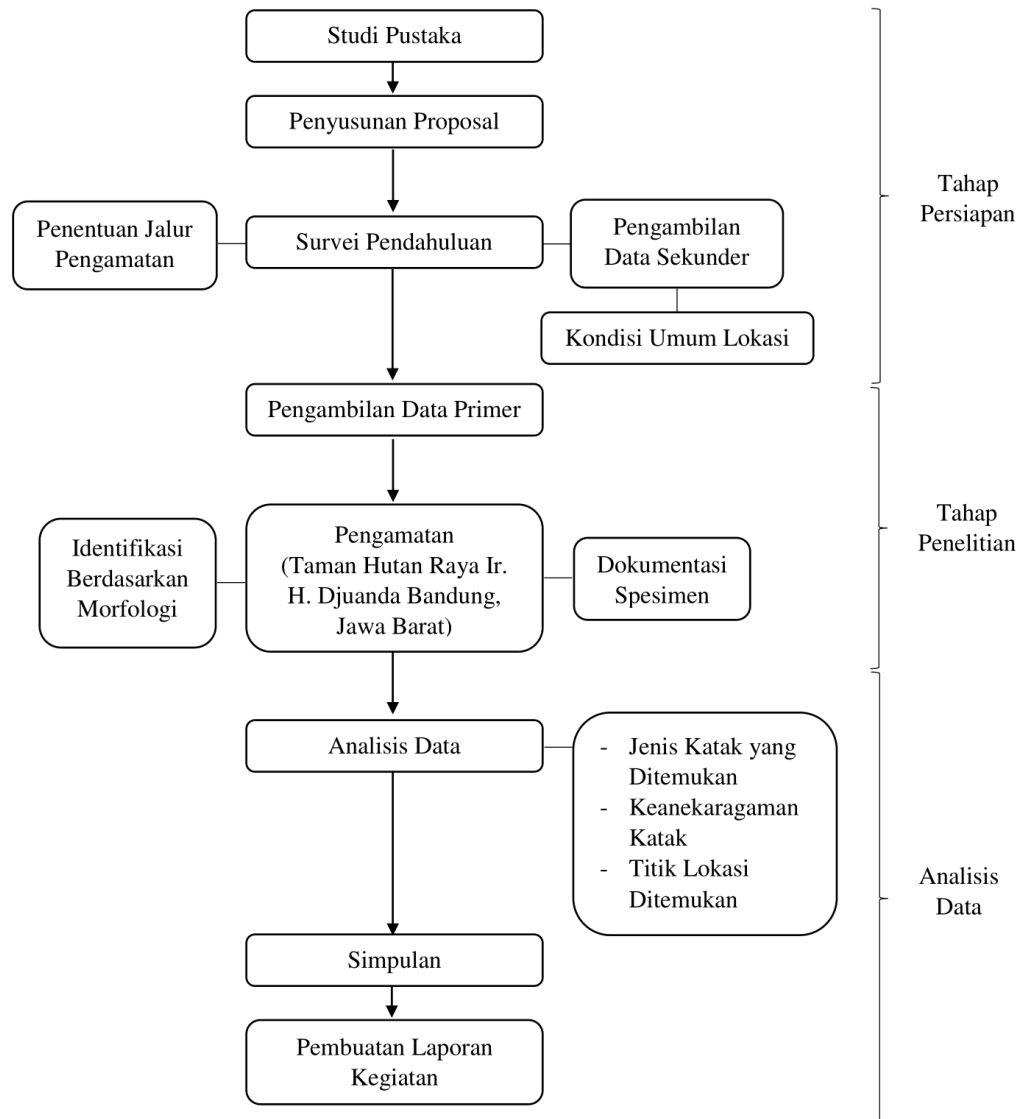 Studi Pustaka
Penyusunan Proposal
Penentuan Jalur
Pengamatan
Survei Pendahuluan
Pengambilan
Data Sekunder
Kondisi Umum Lokasi
Tahap
Persiapan
Pengambilan Data Primer
Identifikasi
Berdasarkan
Morfologi
Pengamatan
(Taman Hutan Raya Ir.
H. Djuanda Bandung,
Jawa Barat)
Dokumentasi
Spesimen
Tahap
Penelitian
Analisis Data
- Jenis Katak yang
Ditemukan
- Keanekaragaman
Katak
- Titik Lokasi
Ditemukan
Analisis
Data
Simpulan
Pembuatan Laporan
Kegiatan